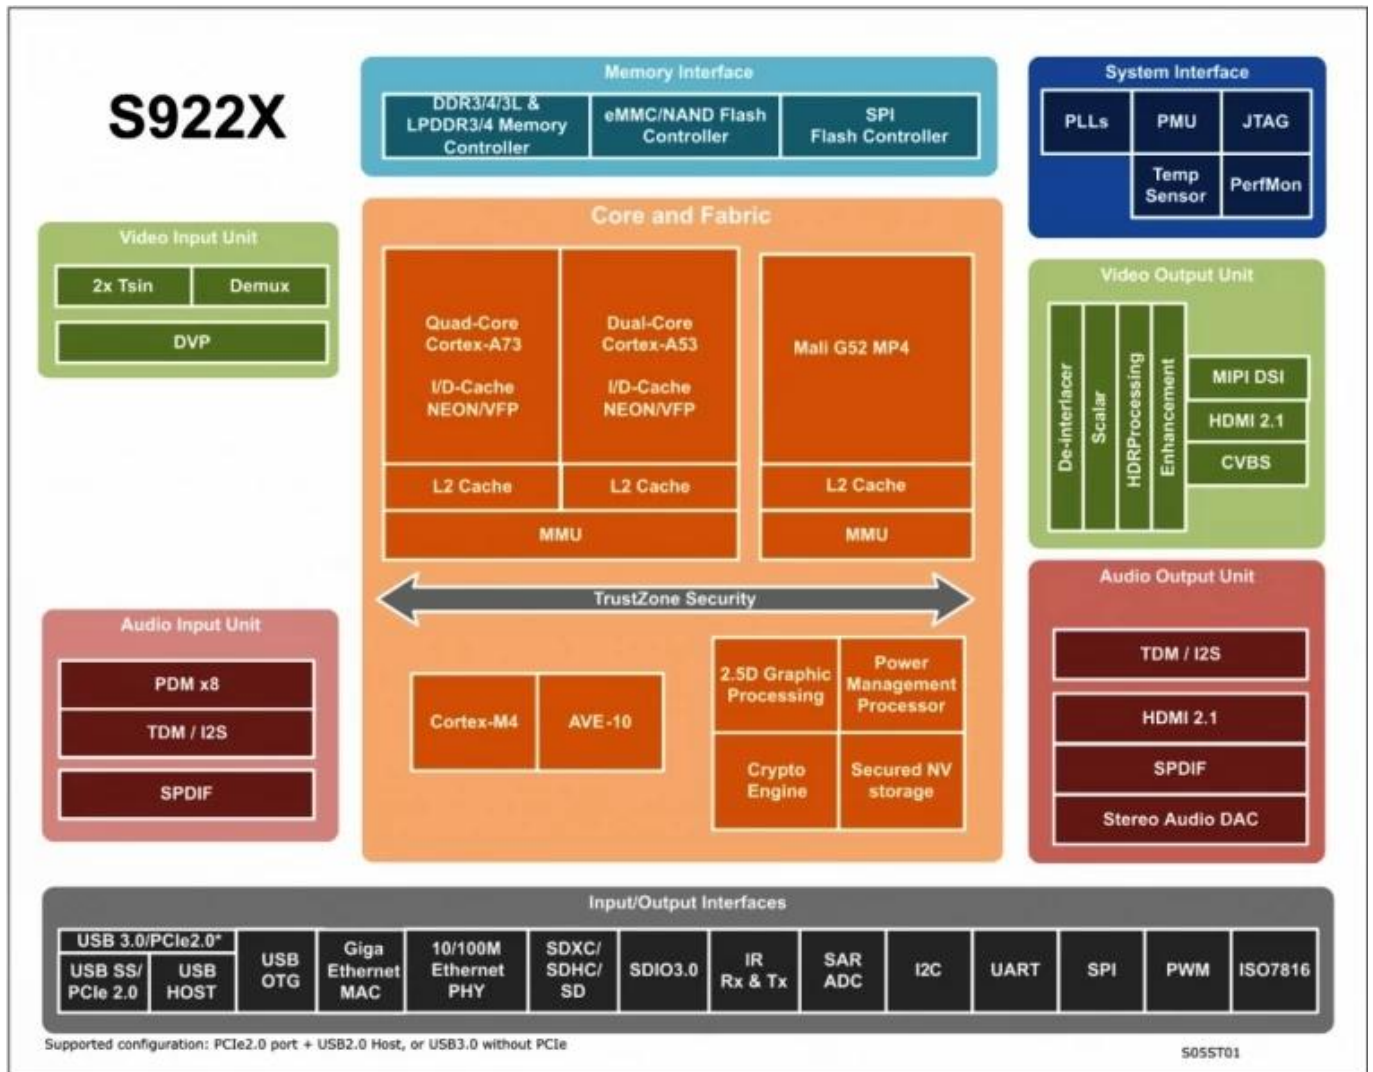 S922X
Memory Interface
DDR3/4/3L &
LPDDR3/4 Memory
Controller
eMMC/NAND Flash
Controller
SPI
Flash Controller
System Interface
PLLs
PMU
JTAG
Temp
Sensor
PerfMon
Video Input Unit
2x Tsin
Demux
DVP
Core and Fabric
Quad-Core
Cortex-A73
I/D-Cache
NEON/VFP
Dual-Core
Cortex-A53
I/D-Cache
NEON/VFP
Mali G52 MP4
L2 Cache
L2 Cache
L2 Cache
MMU
MMU
TrustZone Security
Cortex-M4
AVE-10
2.5D Graphic
Processing
Power
Management
Processor
Crypto
Engine
Secured NV
storage
Video Output Unit
De-interlacer
Scalar
HDRProcessing
Enhancement
MIPI DSI
HDMI 2.1
CVBS
Audio Input Unit
PDM x8
TDM / I2S
SPDIF
Audio Output Unit
TDM / I2S
HDMI 2.1
SPDIF
Stereo Audio DAC
Input/Output Interfaces
USB 3.0/PCIe2.0*
USB SS/
PCIe 2.0
USB
HOST
USB
OTG
Giga
Ethernet
MAC
10/100M
Ethernet
PHY
SDXC/
SDHC/
SD
SDIO3.0
IR
Rx & Tx
SAR
ADC
I2C
UART
SPI
PWM
ISO7816
Supported configuration: PCIe2.0 port + USB2.0 Host, or USB3.0 without PCIe
S05ST01